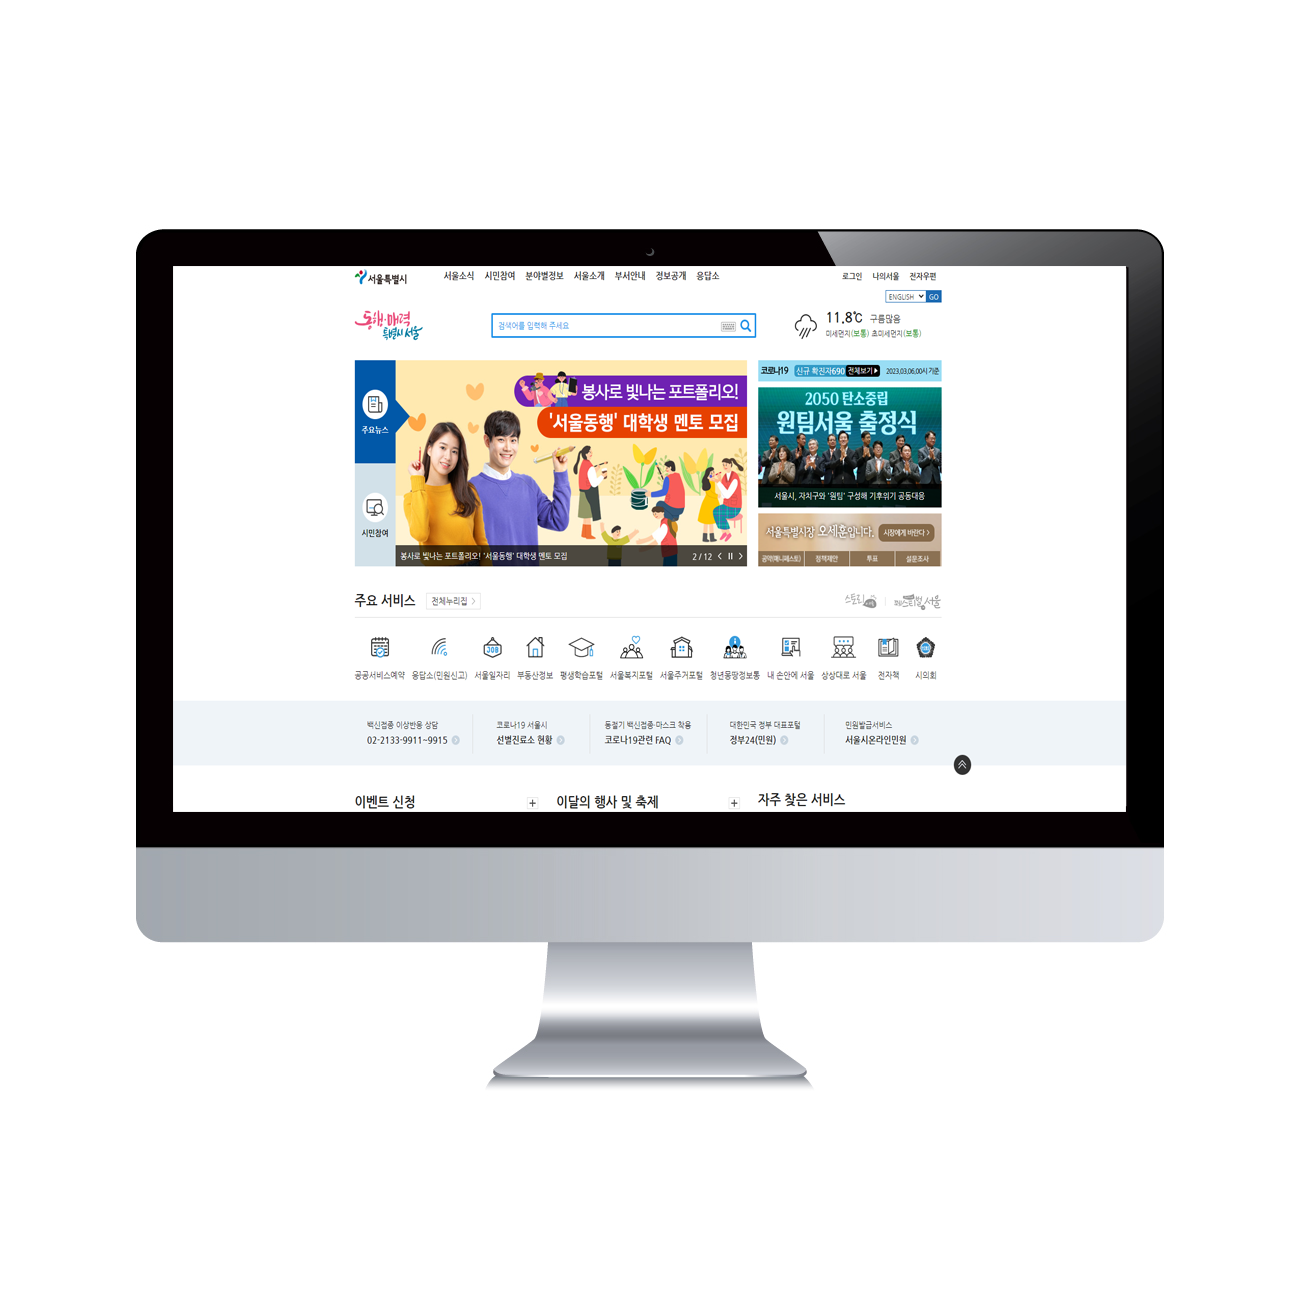 서울특별시
서울소식 시민참여 분야별정보 서울소개 부서안내 정보공개 응답소
로그인 나의서울 전자우편
ENGLISH GO
동행·매력
특별시 서울
검색어를 입력해 주세요
11.8℃ 구름많음
미세먼지(보통) 초미세먼지(보통)
주요뉴스
시민참여
봉사로 빛나는 포트폴리오!
'서울동행' 대학생 멘토 모집
봉사로 빛나는 포트폴리오! '서울동행' 대학생 멘토 모집 2 / 12
코로나19 신규 확진자690 전체보기 2023.03.06.00시 기준
2050 탄소중립
원팀서울 출정식
서울시, 자치구와 '원팀' 구성해 기후위기 공동대응
서울특별시장 오세훈입니다. 시장에게 바란다
공약(매니페스토) 정책제안 투표 설문조사
주요 서비스 전체누리집
스토리 페스티벌 서울
공공서비스예약 응답소(민원신고) 서울일자리 부동산정보 평생학습포털 서울복지포털 서울주거포털 청년몽땅정보통 내 손안에 서울 상상대로 서울 전자책 시의회
JOB
백신접종 이상반응 상담
02-2133-9911~9915
코로나19 서울시
선별진료소 현황
동절기 백신접종·마스크 착용
코로나19관련 FAQ
대한민국 정부 대표포털
정부24(민원)
민원발급서비스
서울시온라인민원
이벤트 신청
이달의 행사 및 축제
자주 찾은 서비스